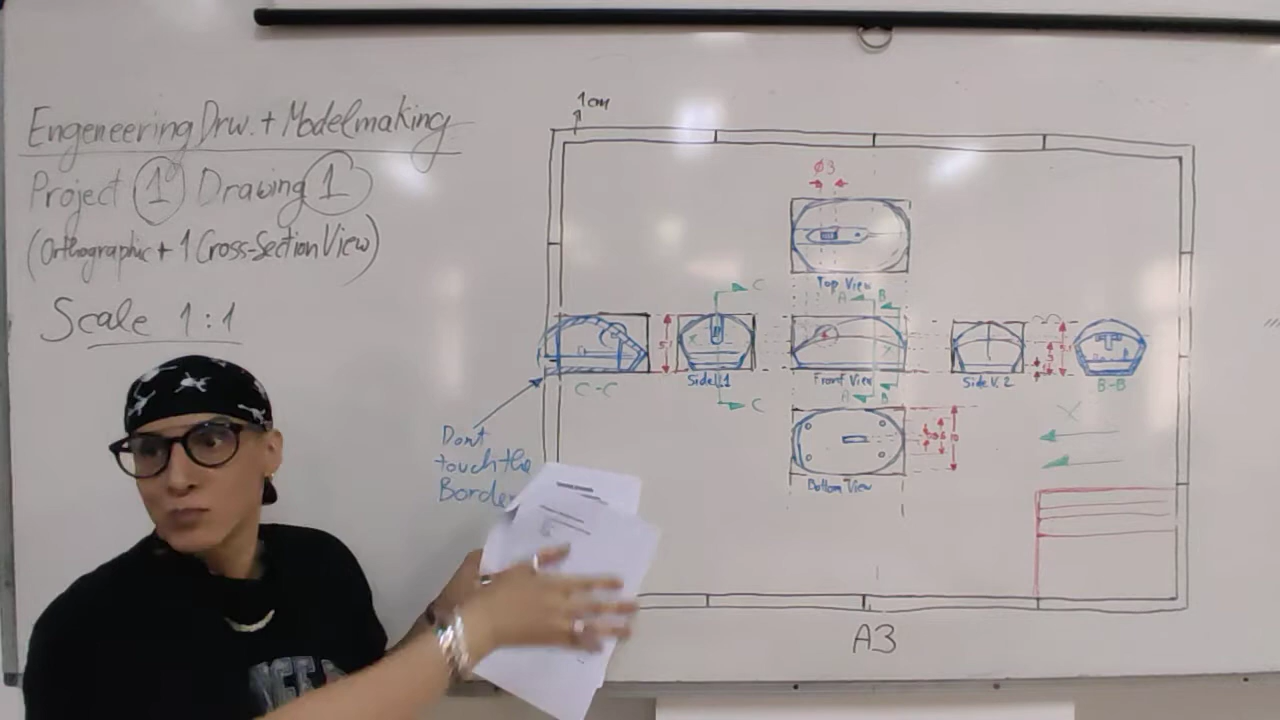 Engeneering Drw. + Modelmaking
Project 1 Drawing 1
(Orthographic + 1 Cross-Section View)
Scale 1:1
1cm
Ø3
Top View
C
A
B
C-C
Side V.1
Front View
A
B
C
Side V. 2
B-B
Dont
touch the
Border
Bottom View
X
A3